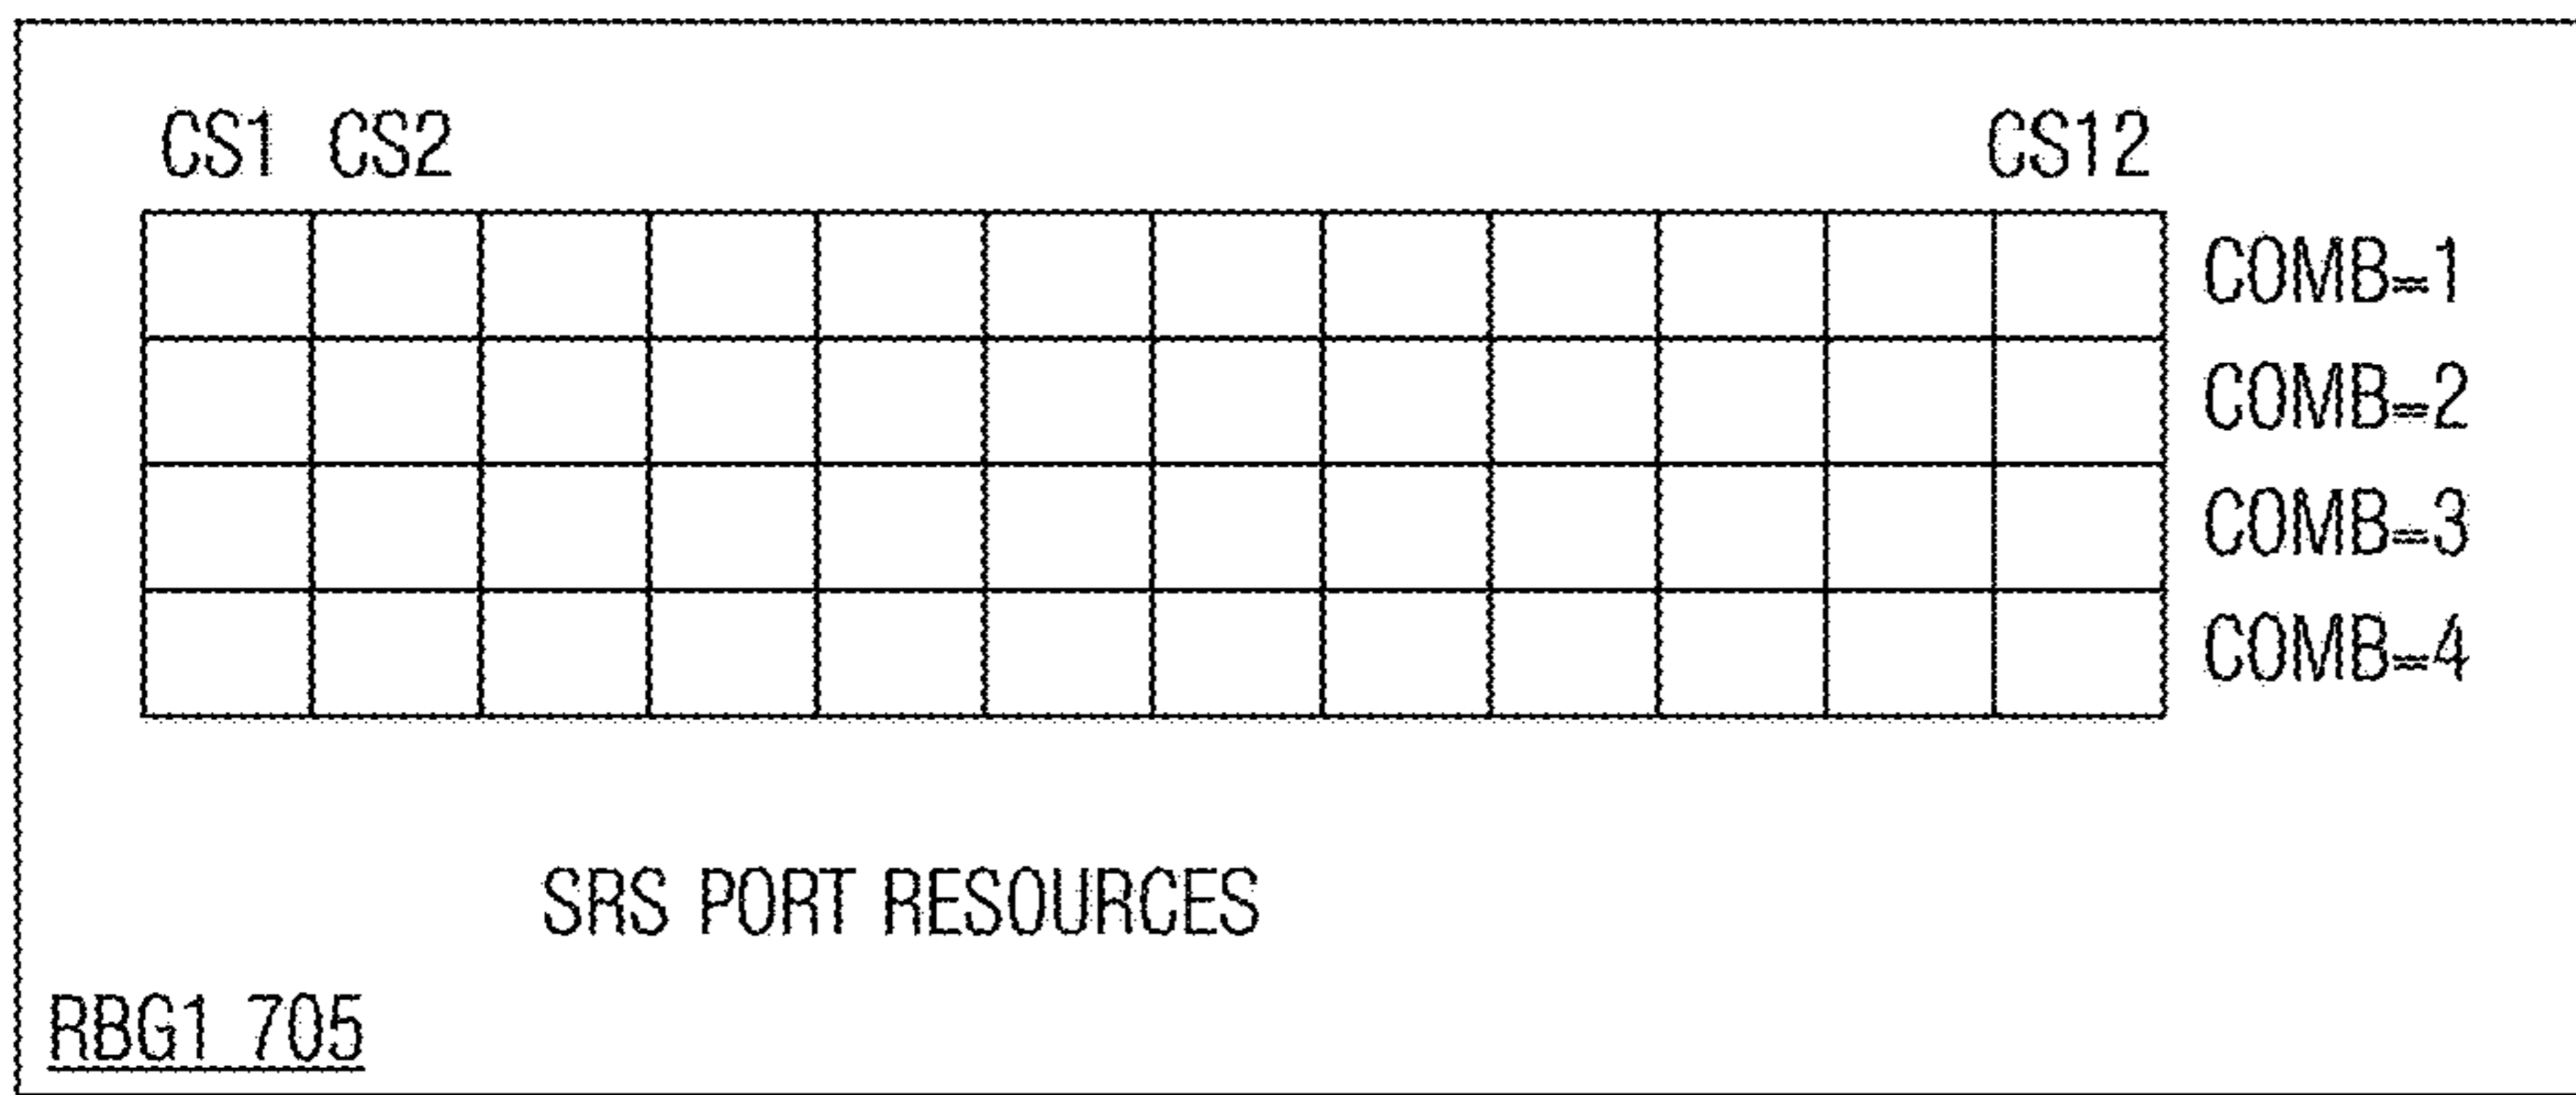 CS1 CS2 CS12
COMB=1
COMB=2
COMB=3
COMB=4
SRS PORT RESOURCES
RBG1 705